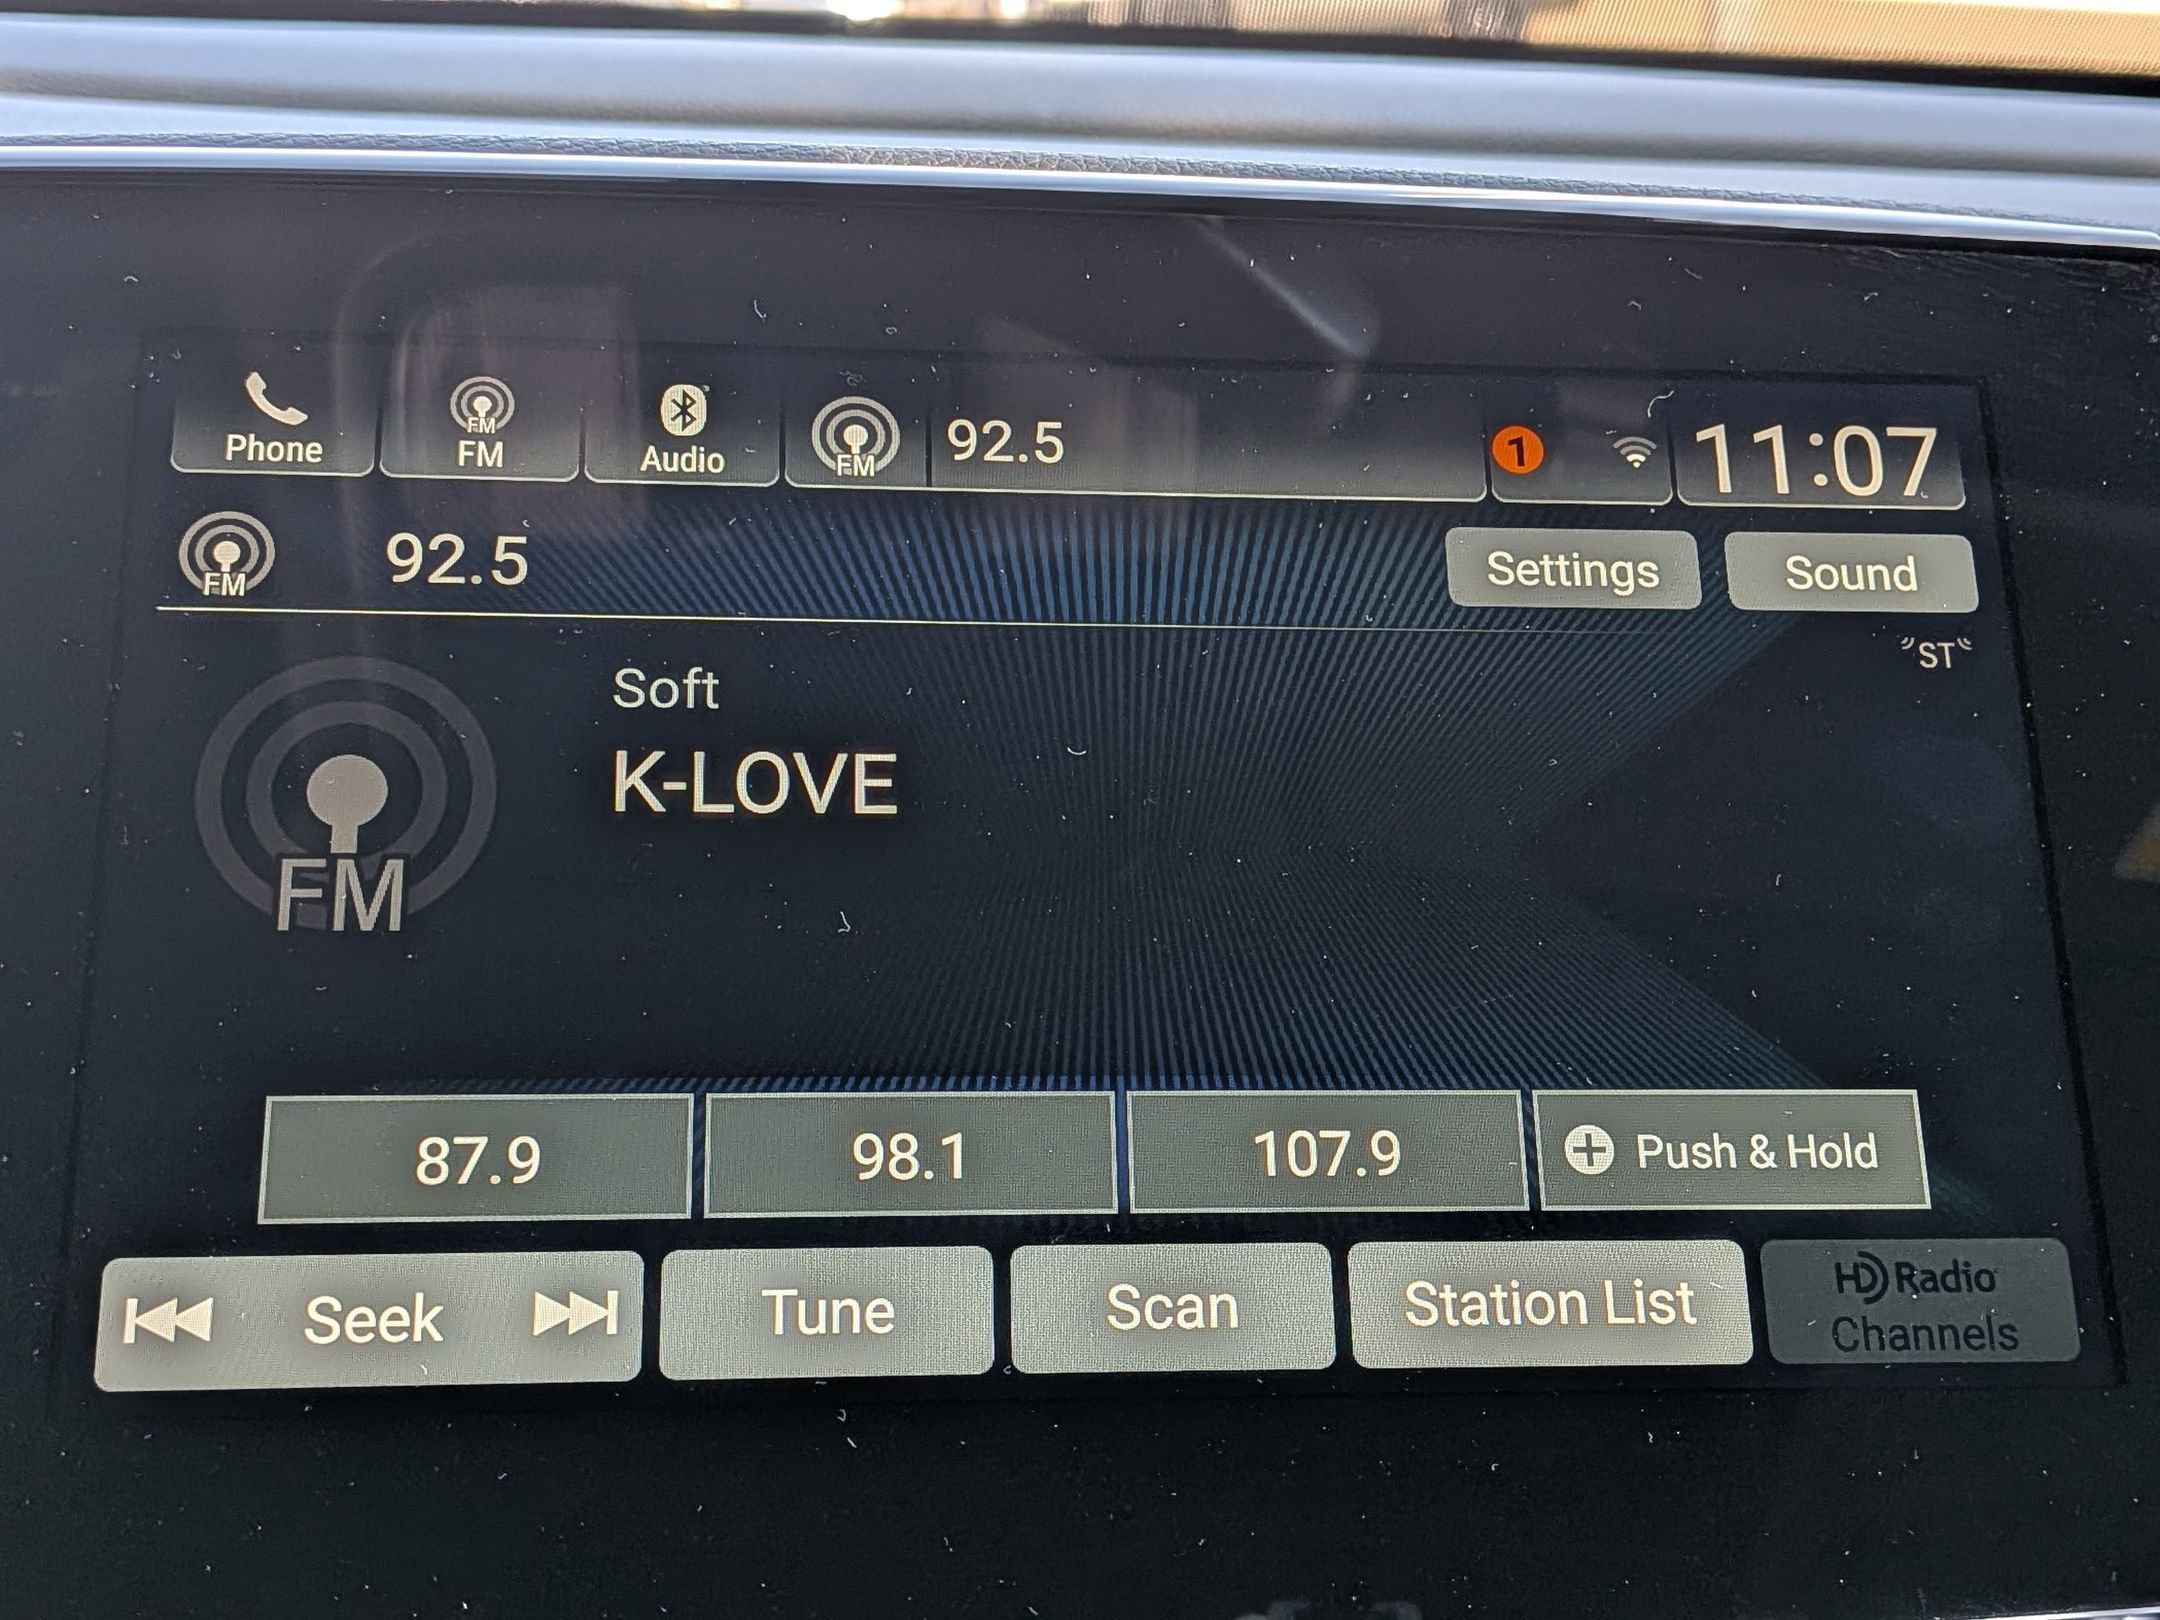 Phone
FM
FM
Audio
FM
92.5
1
11:07
FM
92.5
Settings
Sound
ST
Soft
K-LOVE
FM
87.9
98.1
107.9
Push & Hold
Seek
Tune
Scan
Station List
HD Radio
Channels